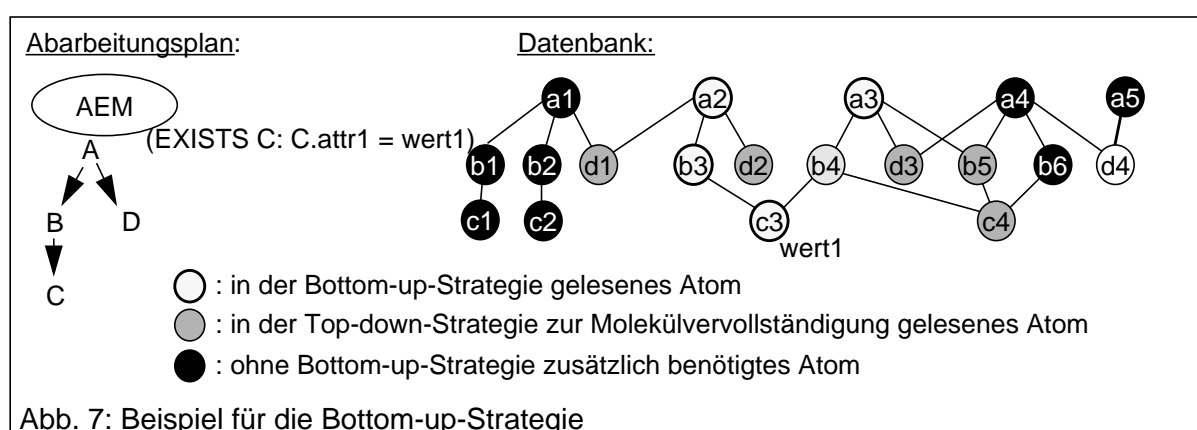 Abarbeitungsplan: Datenbank:
AEM
(EXISTS C: C.attr1 = wert1)
A
B D
C
a1 a2 a3 a4 a5
b1 b2 d1 b3 d2 b4 d3 b5 b6 d4
c1 c2 c3 c4
wert1
: in der Bottom-up-Strategie gelesenes Atom
: in der Top-down-Strategie zur Molekülvervollständigung gelesenes Atom
: ohne Bottom-up-Strategie zusätzlich benötigtes Atom
Abb. 7: Beispiel für die Bottom-up-Strategie